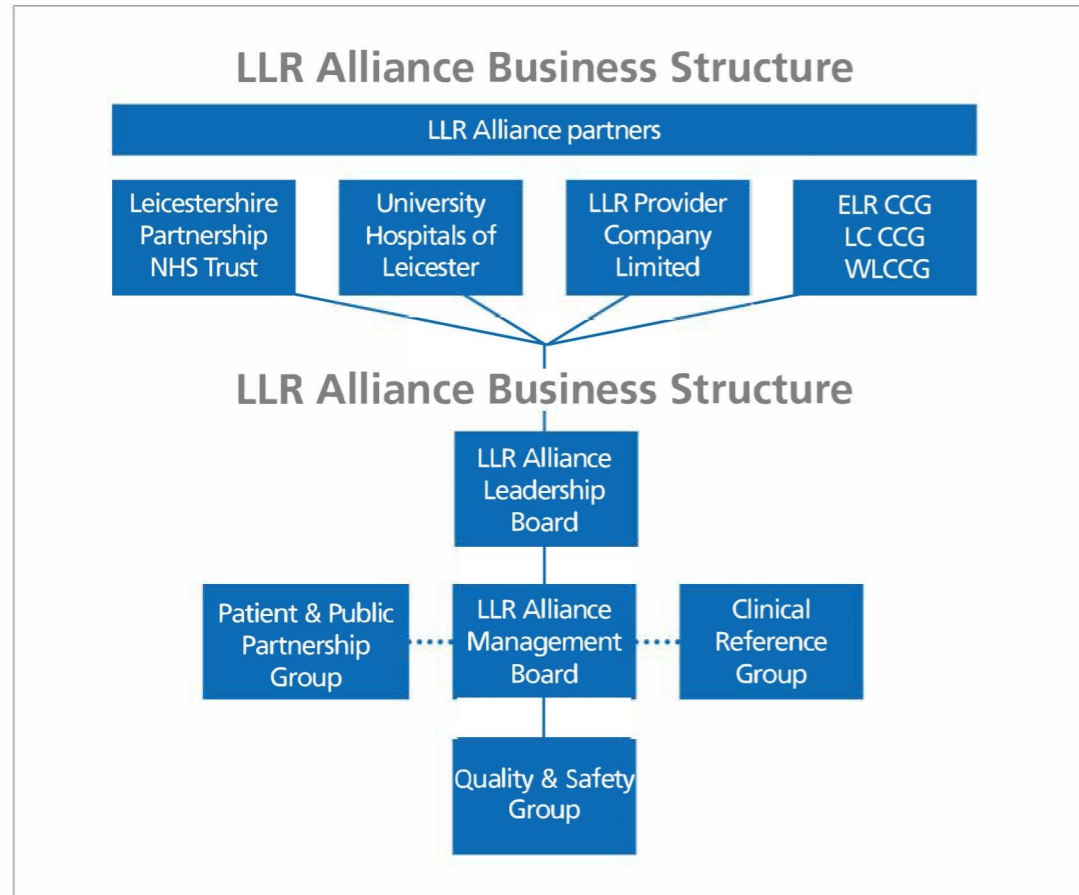 LLR Alliance Business Structure
LLR Alliance partners
Leicestershire
Partnership
NHS Trust
University
Hospitals of
Leicester
LLR Provider
Company
Limited
ELR CCG
LC CCG
WLCCG
LLR Alliance Business Structure
LLR Alliance
Leadership
Board
Patient & Public
Partnership
Group
LLR Alliance
Management
Board
Clinical
Reference
Group
Quality & Safety
Group